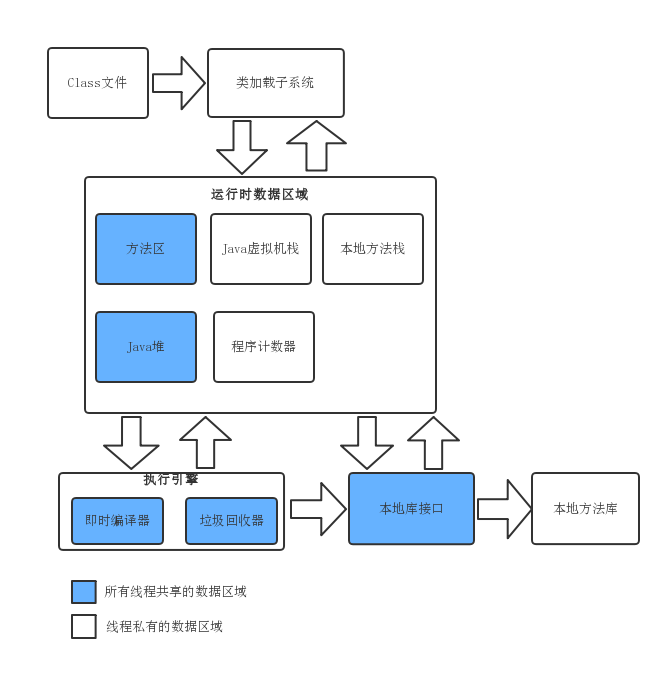 Class文件
类加载子系统
运行时数据区域
方法区
Java虚拟机栈
本地方法栈
Java堆
程序计数器
执行引擎
即时编译器
垃圾回收器
本地库接口
本地方法库
所有线程共享的数据区域
线程私有的数据区域